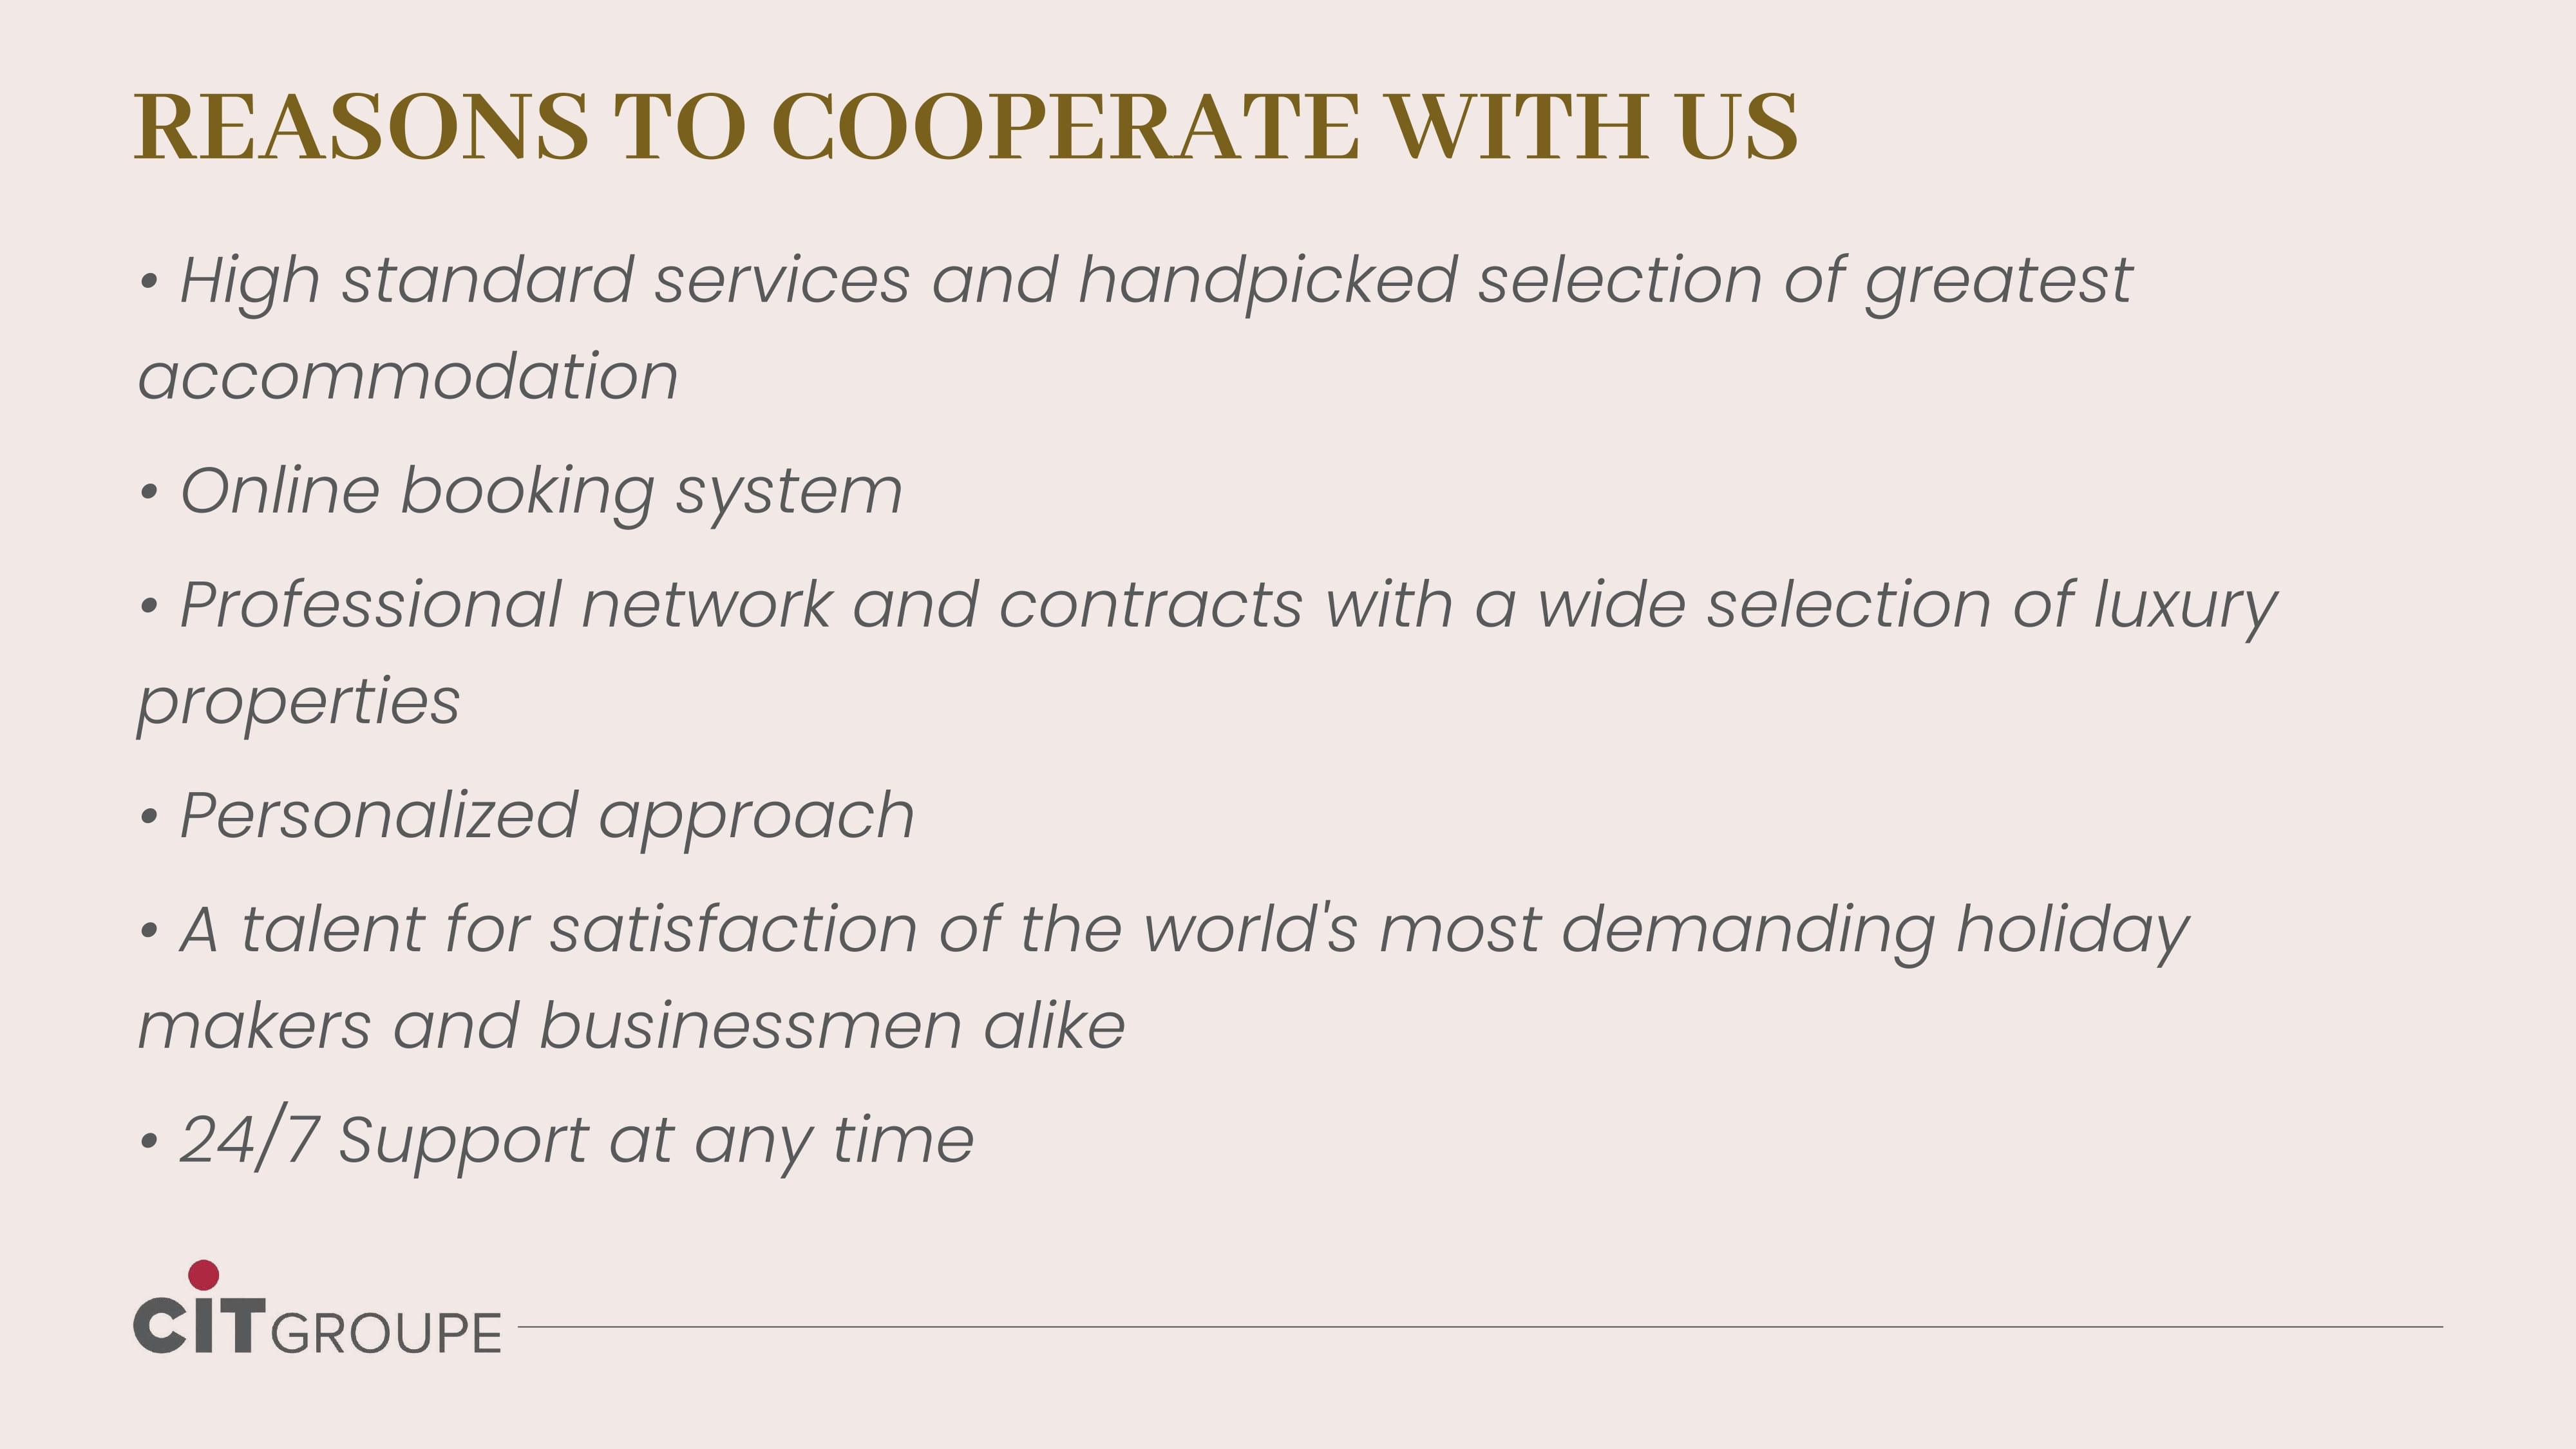 REASONS TO COOPERATE WITH US
• High standard services and handpicked selection of greatest
accommodation
• Online booking system
• Professional network and contracts with a wide selection of luxury
properties
• Personalized approach
• A talent for satisfaction of the world's most demanding holiday
makers and businessmen alike
• 24/7 Support at any time
CiT GROUPE